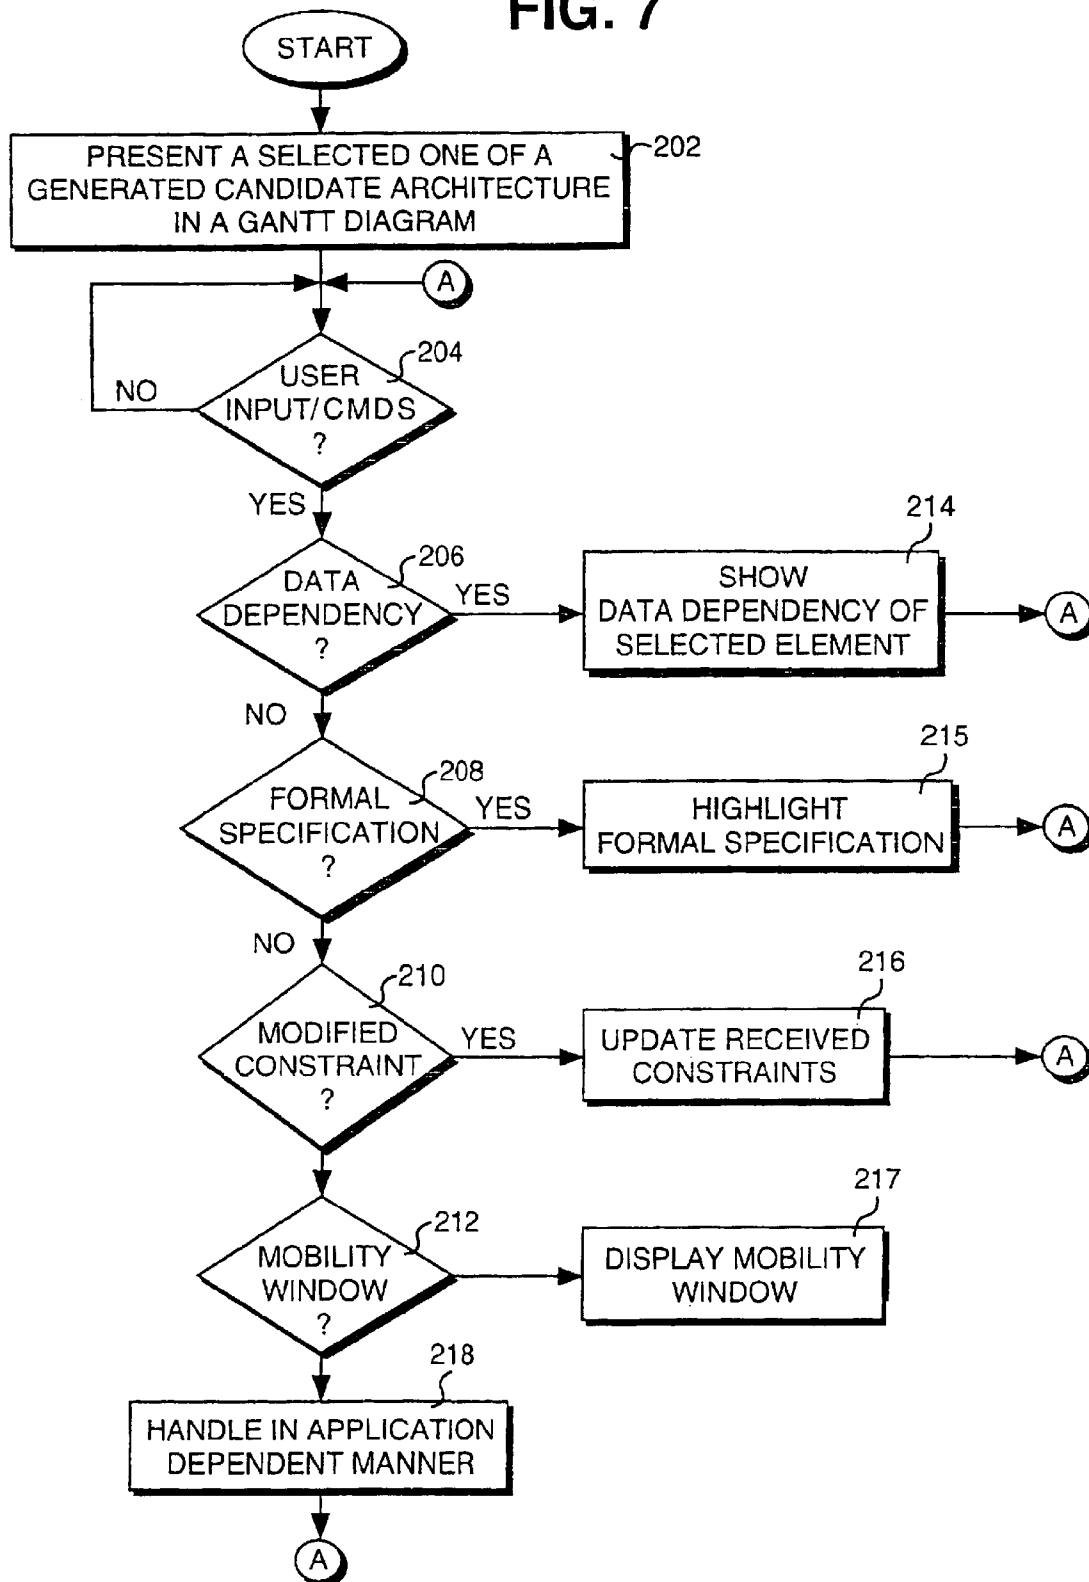 FIG. 7
START
PRESENT A SELECTED ONE OF A
GENERATED CANDIDATE ARCHITECTURE
IN A GANTT DIAGRAM
202
A
204
USER
INPUT/CMDS
?
NO
YES
206
DATA
DEPENDENCY
?
YES
214
SHOW
DATA DEPENDENCY OF
SELECTED ELEMENT
A
NO
208
FORMAL
SPECIFICATION
?
YES
215
HIGHLIGHT
FORMAL SPECIFICATION
A
NO
210
MODIFIED
CONSTRAINT
?
YES
216
UPDATE RECEIVED
CONSTRAINTS
A
212
MOBILITY
WINDOW
?
217
DISPLAY MOBILITY
WINDOW
218
HANDLE IN APPLICATION
DEPENDENT MANNER
A